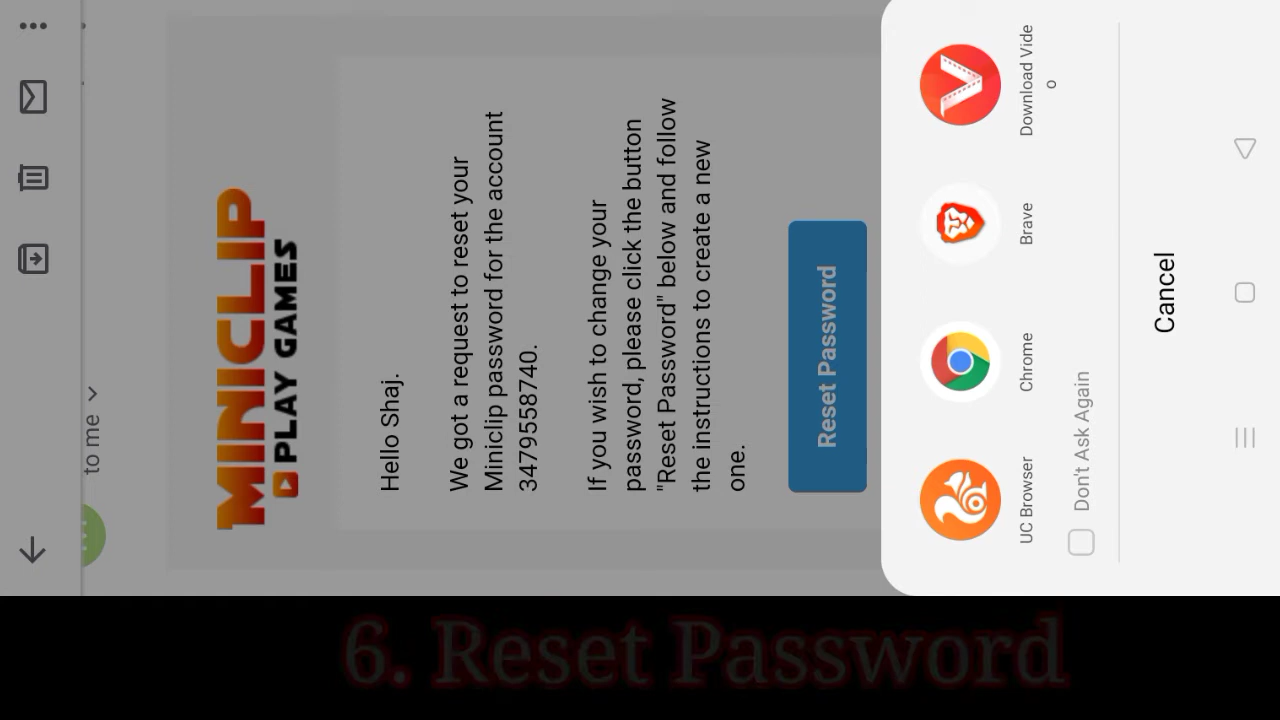 to me
MINICLIP
PLAY GAMES
Hello Shaj.
We got a request to reset your
Miniclip password for the account
3479558740.
If you wish to change your
password, please click the button
"Reset Password" below and follow
the instructions to create a new
one.
Reset Password
UC Browser
Chrome
Brave
Download Vide
o
Don't Ask Again
Cancel
6. Reset Password